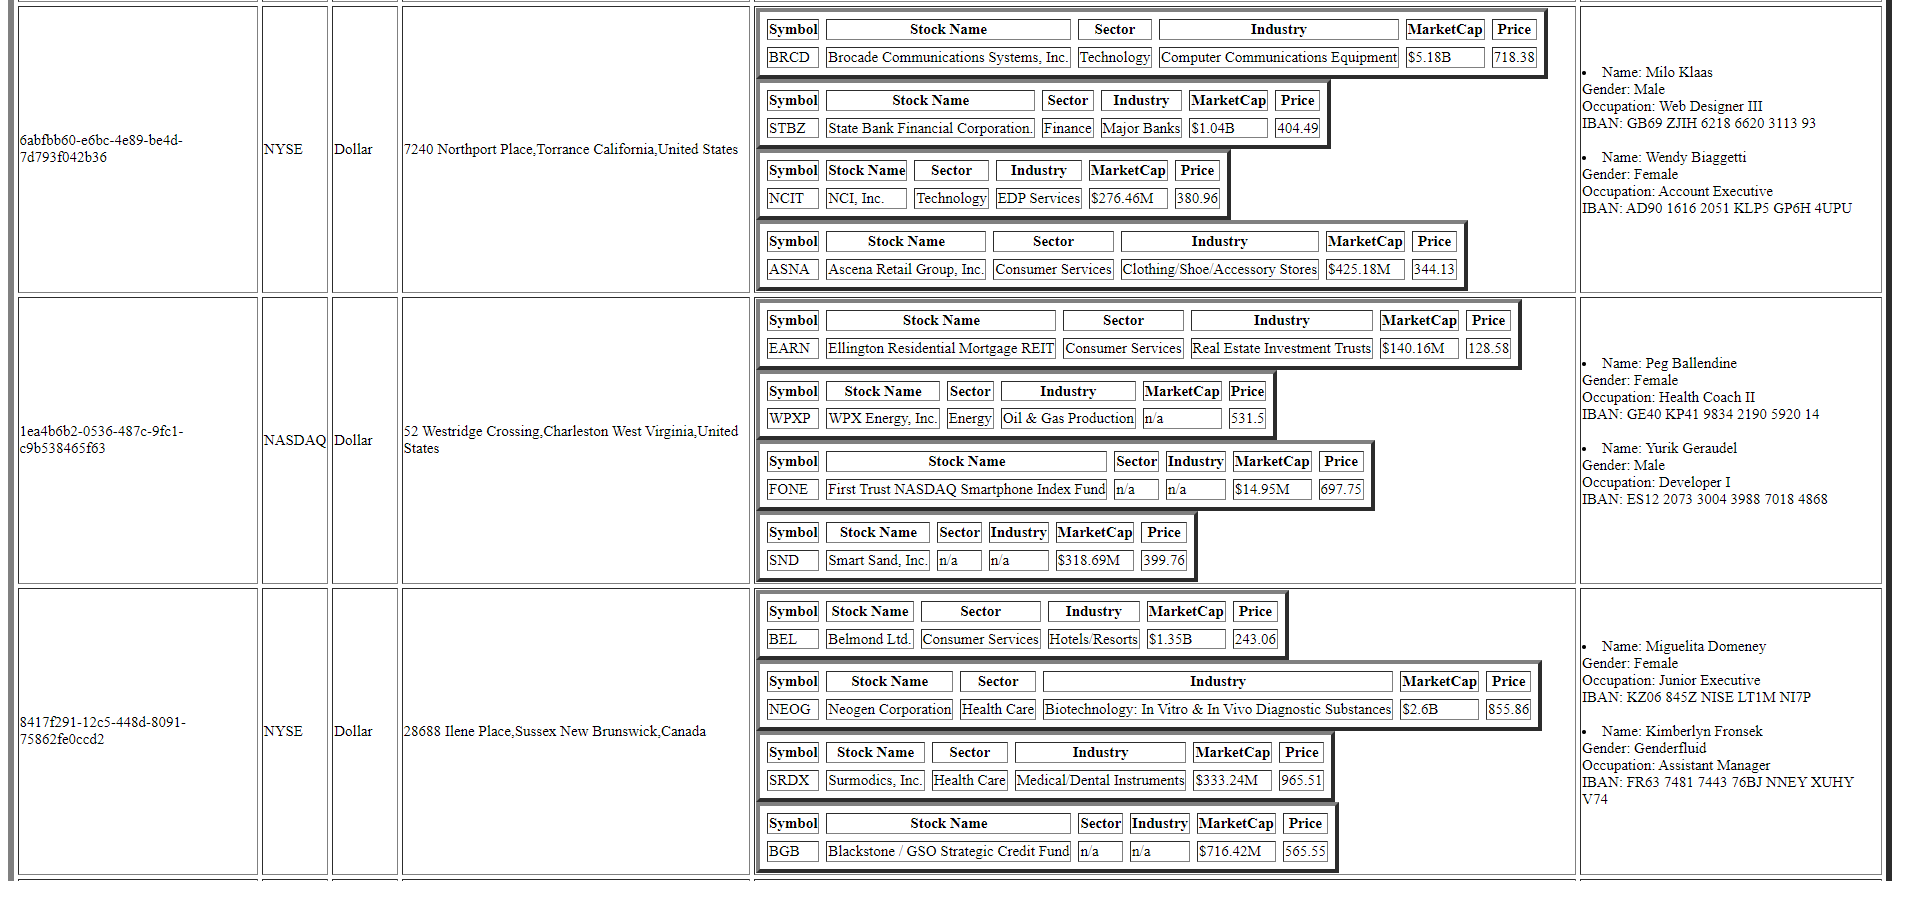 6abfbb60-e6bc-4e89-be4d-
7d793f042b36
NYSE
Dollar
7240 Northport Place,Torrance California,United States
Symbol Stock Name Sector Industry MarketCap Price
BRCD Brocade Communications Systems, Inc. Technology Computer Communications Equipment $5.18B 718.38
Symbol Stock Name Sector Industry MarketCap Price
STBZ State Bank Financial Corporation. Finance Major Banks $1.04B 404.49
Symbol Stock Name Sector Industry MarketCap Price
NCIT NCI, Inc. Technology EDP Services $276.46M 380.96
Symbol Stock Name Sector Industry MarketCap Price
ASNA Ascena Retail Group, Inc. Consumer Services Clothing/Shoe/Accessory Stores $425.18M 344.13
• Name: Milo Klaas
Gender: Male
Occupation: Web Designer III
IBAN: GB69 ZJIH 6218 6620 3113 93
• Name: Wendy Biaggetti
Gender: Female
Occupation: Account Executive
IBAN: AD90 1616 2051 KLP5 GP6H 4UPU
1ea4b6b2-0536-487c-9fc1-
c9b538465f63
NASDAQ
Dollar
52 Westridge Crossing,Charleston West Virginia,United
States
Symbol Stock Name Sector Industry MarketCap Price
EARN Ellington Residential Mortgage REIT Consumer Services Real Estate Investment Trusts $140.16M 128.58
Symbol Stock Name Sector Industry MarketCap Price
WPXP WPX Energy, Inc. Energy Oil & Gas Production n/a 531.5
Symbol Stock Name Sector Industry MarketCap Price
FONE First Trust NASDAQ Smartphone Index Fund n/a n/a $14.95M 697.75
Symbol Stock Name Sector Industry MarketCap Price
SND Smart Sand, Inc. n/a n/a $318.69M 399.76
• Name: Peg Ballendine
Gender: Female
Occupation: Health Coach II
IBAN: GE40 KP41 9834 2190 5920 14
• Name: Yurik Geraudel
Gender: Male
Occupation: Developer I
IBAN: ES12 2073 3004 3988 7018 4868
8417f291-12c5-448d-8091-
75862fe0ccd2
NYSE
Dollar
28688 Ilene Place,Sussex New Brunswick,Canada
Symbol Stock Name Sector Industry MarketCap Price
BEL Belmond Ltd. Consumer Services Hotels/Resorts $1.35B 243.06
Symbol Stock Name Sector Industry MarketCap Price
NEOG Neogen Corporation Health Care Biotechnology: In Vitro & In Vivo Diagnostic Substances $2.6B 855.86
Symbol Stock Name Sector Industry MarketCap Price
SRDX Surmodics, Inc. Health Care Medical/Dental Instruments $333.24M 965.51
Symbol Stock Name Sector Industry MarketCap Price
BGB Blackstone / GSO Strategic Credit Fund n/a n/a $716.42M 565.55
• Name: Miguelita Domeney
Gender: Female
Occupation: Junior Executive
IBAN: KZ06 845Z NISE LT1M NI7P
• Name: Kimberlyn Fronsek
Gender: Genderfluid
Occupation: Assistant Manager
IBAN: FR63 7481 7443 76BJ NNEY XUHY
V74